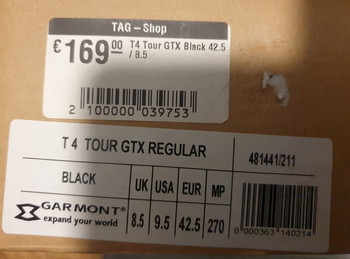 TAG – Shop
€169.00 T4 Tour GTX Black 42.5
/ 8.5
2 100000 039753
T 4 TOUR GTX REGULAR
481441/211
BLACK
UK USA EUR MP
GARMONT®
expand your world
8.5 9.5 42.5 270
0 000363 140214